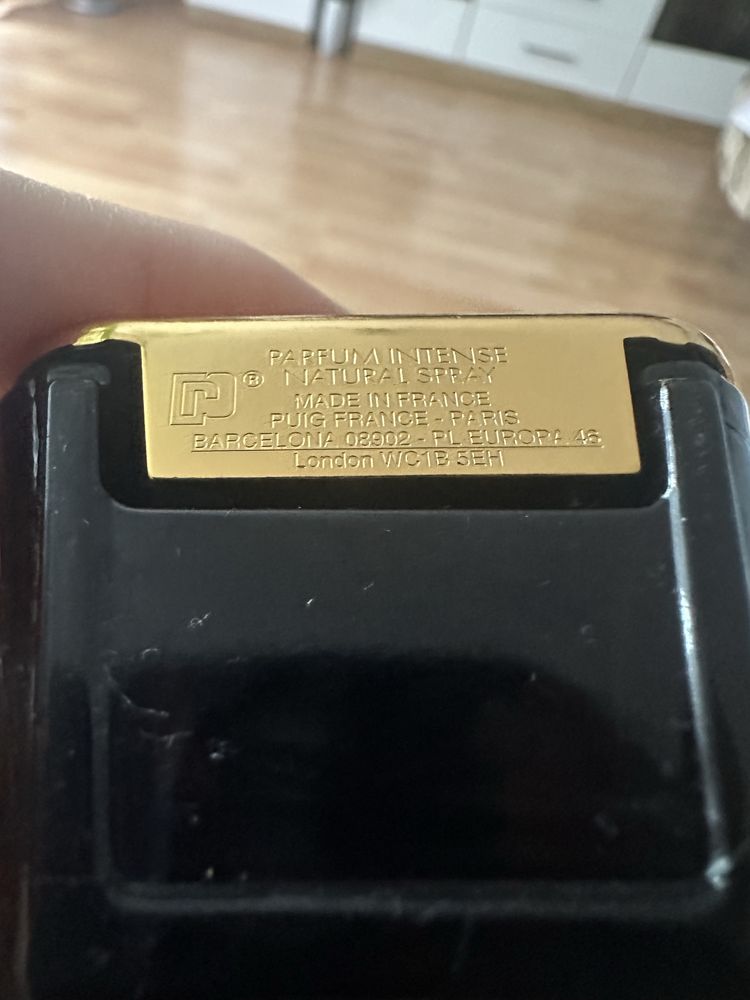 PARFUM INTENSE
NATURAL SPRAY
MADE IN FRANCE
PUIG FRANCE - PARIS
BARCELONA 08902 - PL.EUROPA 46
London WC1B 5EH
®